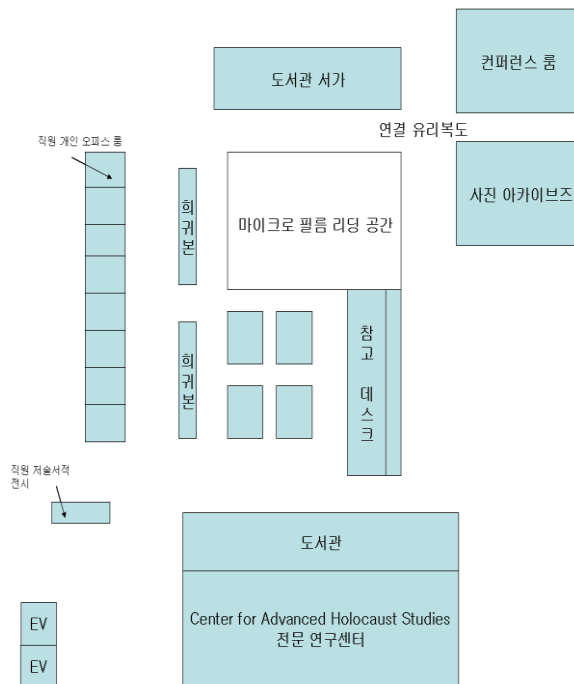 컨퍼런스 룸
도서관 서가
연결 유리복도
직원 개인 오피스 룸
사진 아카이브즈
희귀본
마이크로 필름 리딩 공간
희귀본
참고 데스크
직원 저술서적
전시
도서관
Center for Advanced Holocaust Studies
전문 연구센터
EV
EV